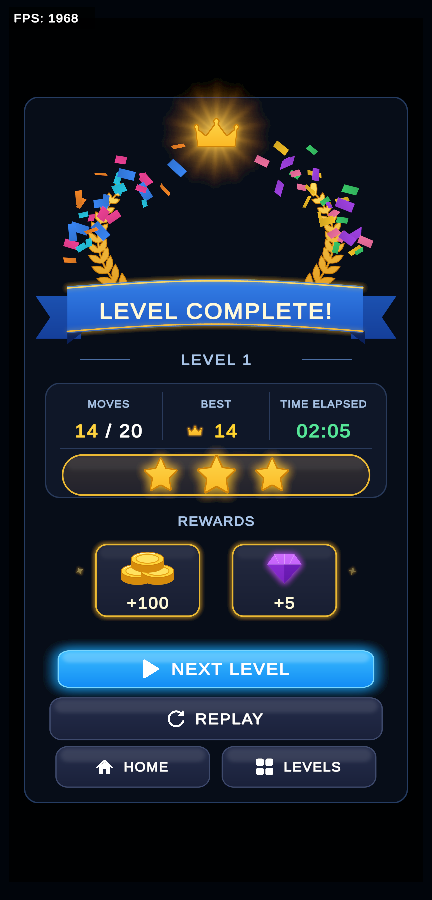 FPS: 1968
LEVEL COMPLETE!
LEVEL 1
MOVES BEST TIME ELAPSED
14 / 20 14 02:05
REWARDS
+100 +5
NEXT LEVEL
REPLAY
HOME LEVELS